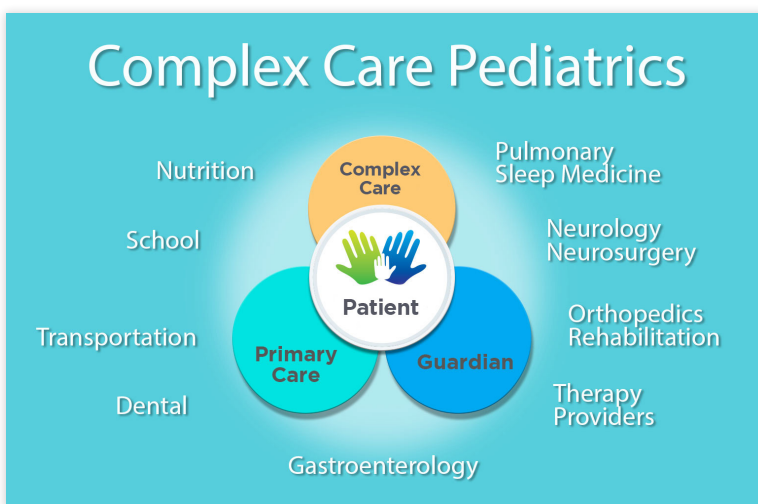 Complex Care Pediatrics
Nutrition
School
Transportation
Dental
Complex
Care
Patient
Primary
Care
Guardian
Pulmonary
Sleep Medicine
Neurology
Neurosurgery
Orthopedics
Rehabilitation
Therapy
Providers
Gastroenterology